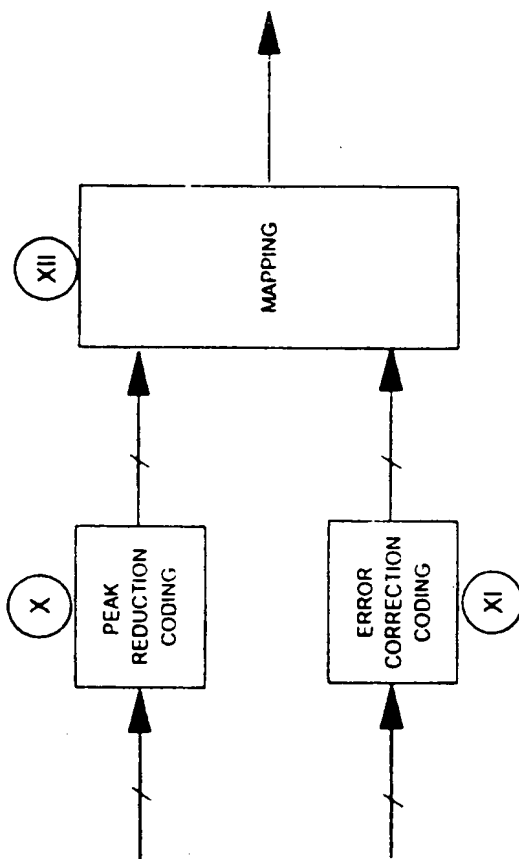 X
PEAK
REDUCTION
CODING
XI
ERROR
CORRECTION
CODING
XII
MAPPING